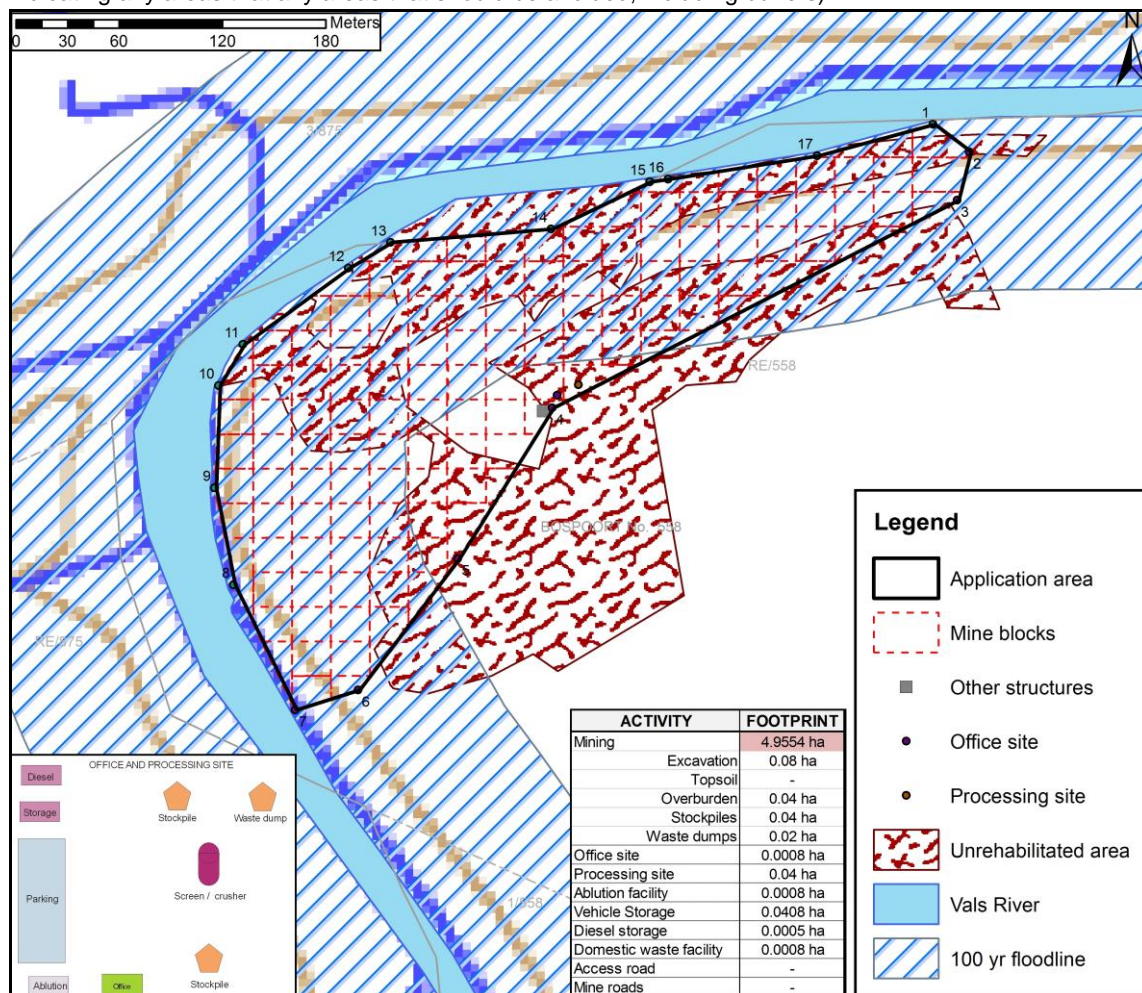 Meters
0 30 60 120 180
N
3/875
1
17
2
15 16
3
14
13
12
11
10
RE/558
4
9
BOSPOORT No. 558
5
8
RE/875
6
7
1/558
Legend
Application area
Mine blocks
Other structures
Office site
Processing site
Unrehabilitated area
Vals River
100 yr floodline
ACTIVITY FOOTPRINT
Mining 4.9554 ha
Excavation 0.08 ha
Topsoil -
Overburden 0.04 ha
Stockpiles 0.04 ha
Waste dumps 0.02 ha
Office site 0.0008 ha
Processing site 0.04 ha
Ablution facility 0.0008 ha
Vehicle Storage 0.0408 ha
Diesel storage 0.0005 ha
Domestic waste facility 0.0008 ha
Access road -
Mine roads -
OFFICE AND PROCESSING SITE
Diesel
Storage
Stockpile
Waste dump
Parking
Screen / crusher
Stockpile
Ablution
Office